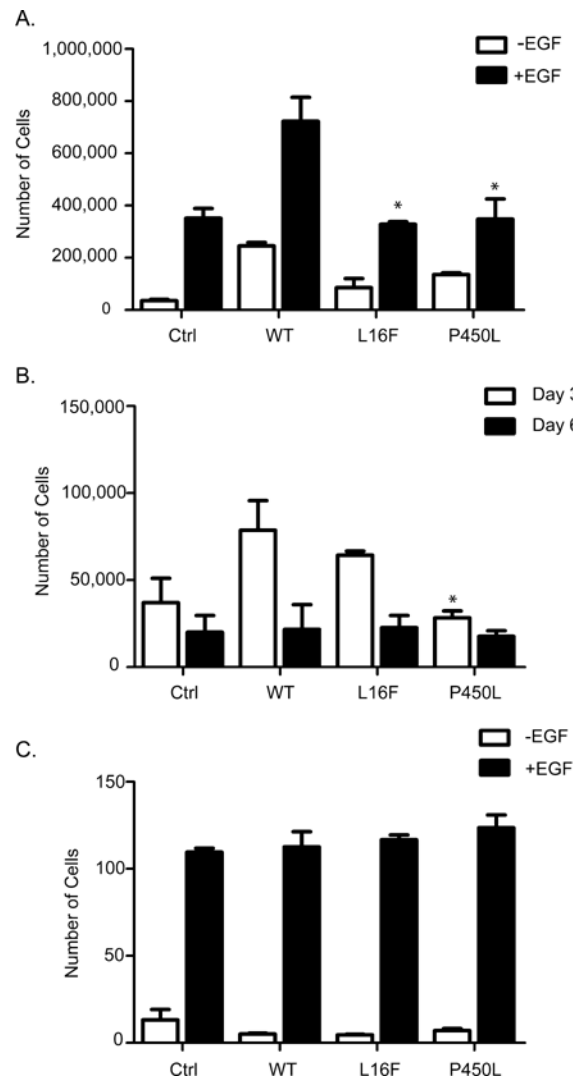 A.
1,000,000
-EGF
+EGF
800,000
600,000
400,000
200,000
0
Number of Cells
*
*
Ctrl WT L16F P450L
B.
150,000
Day 3
Day 6
100,000
50,000
0
Number of Cells
*
Ctrl WT L16F P450L
C.
-EGF
+EGF
150
100
50
0
Number of Cells
Ctrl WT L16F P450L